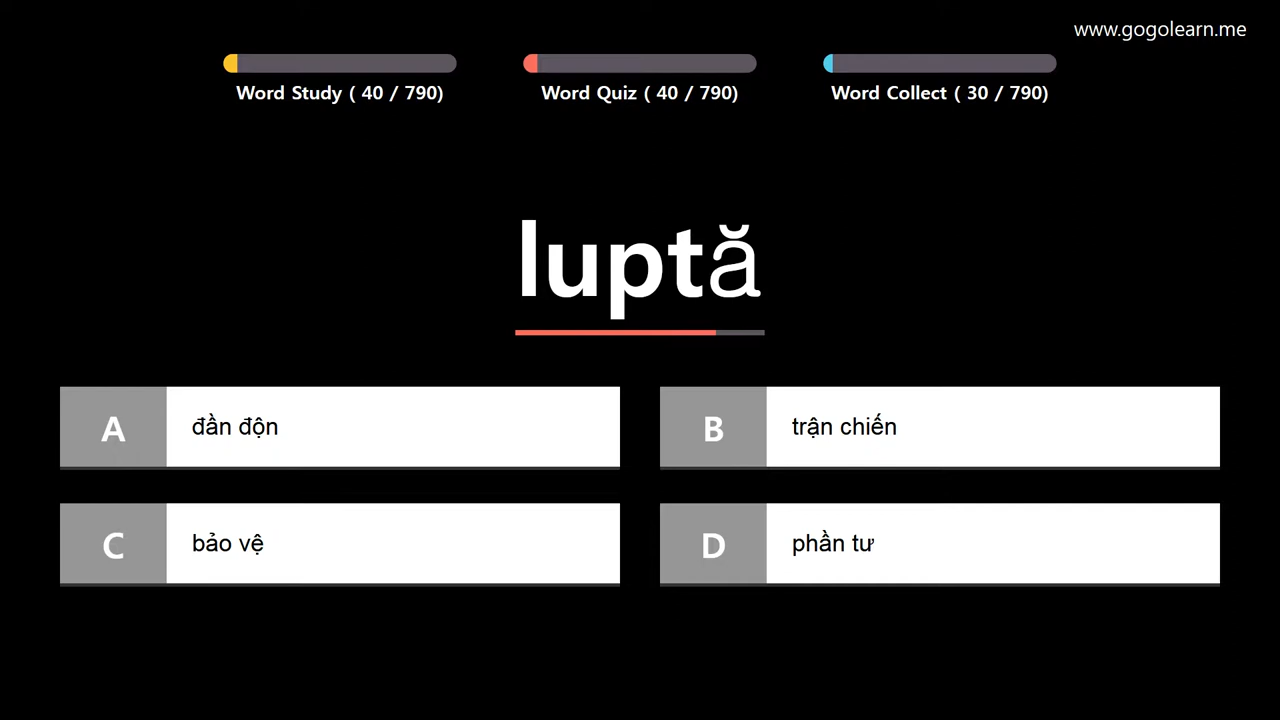 www.gogolearn.me
Word Study ( 40 / 790)
Word Quiz ( 40 / 790)
Word Collect ( 30 / 790)
luptă
A đần độn
B trận chiến
C bảo vệ
D phần tư